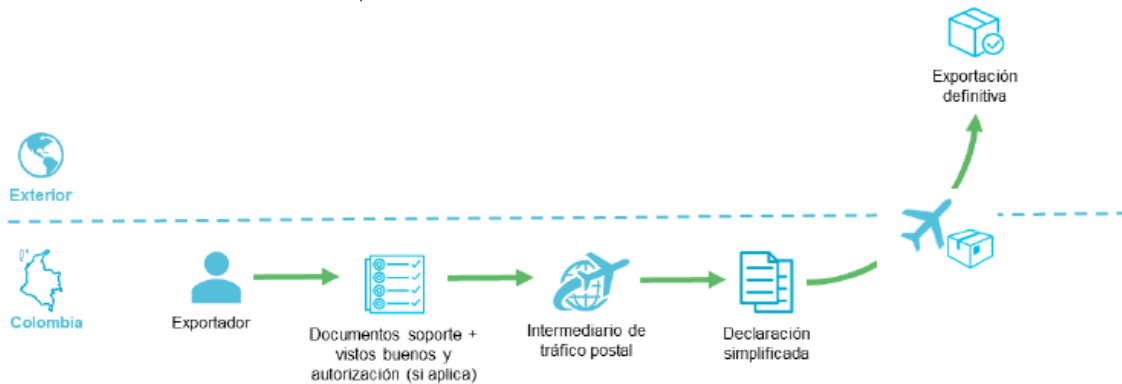 Exportación
definitiva
Exterior
Colombia
Exportador
Documentos soporte +
vistos buenos y
autorización (si aplica)
Intermediario de
tráfico postal
Declaración
simplificada